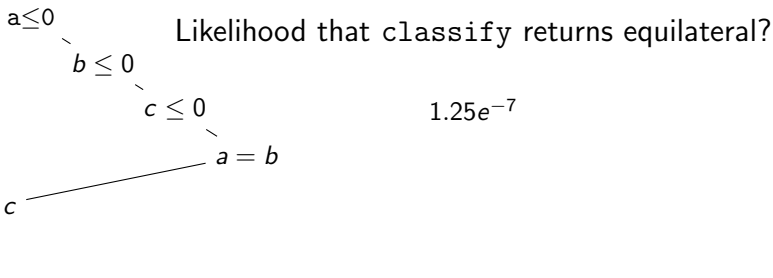 a≤0
Likelihood that classify returns equilateral?
b ≤ 0
c ≤ 0
1.25e⁻⁷
a = b
c